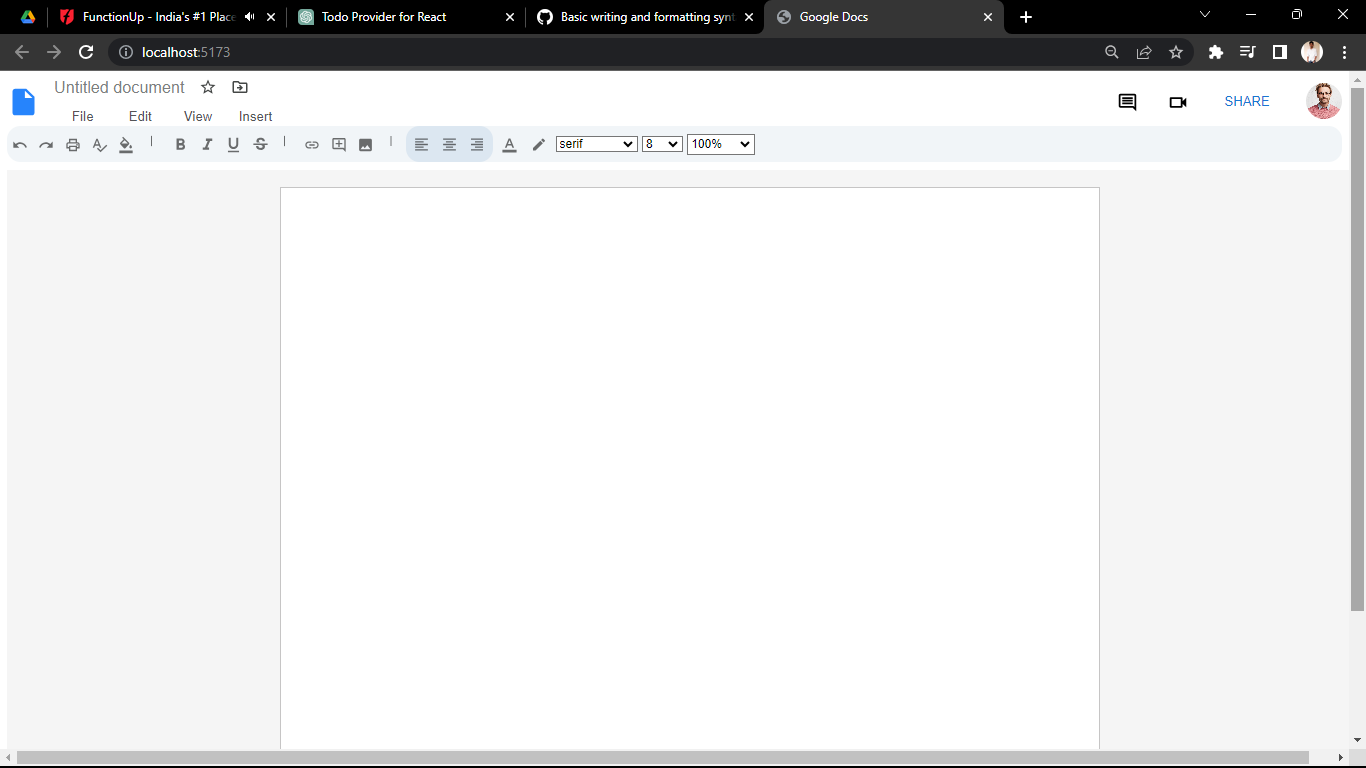 FunctionUp - India's #1 Place
Todo Provider for React
Basic writing and formatting synt
Google Docs
localhost:5173
Untitled document
File Edit View Insert
SHARE
B I U S A serif 8 100%